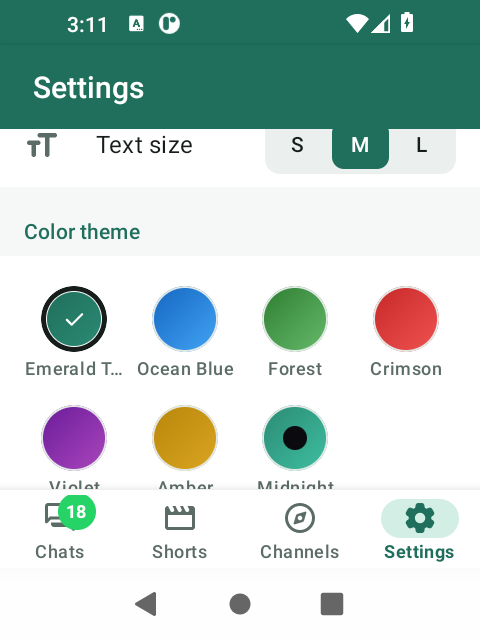 3:11
Settings
Text size
S M L
Color theme
Emerald T...
Ocean Blue
Forest
Crimson
Violet
Amber
Midnight
18
Chats
Shorts
Channels
Settings